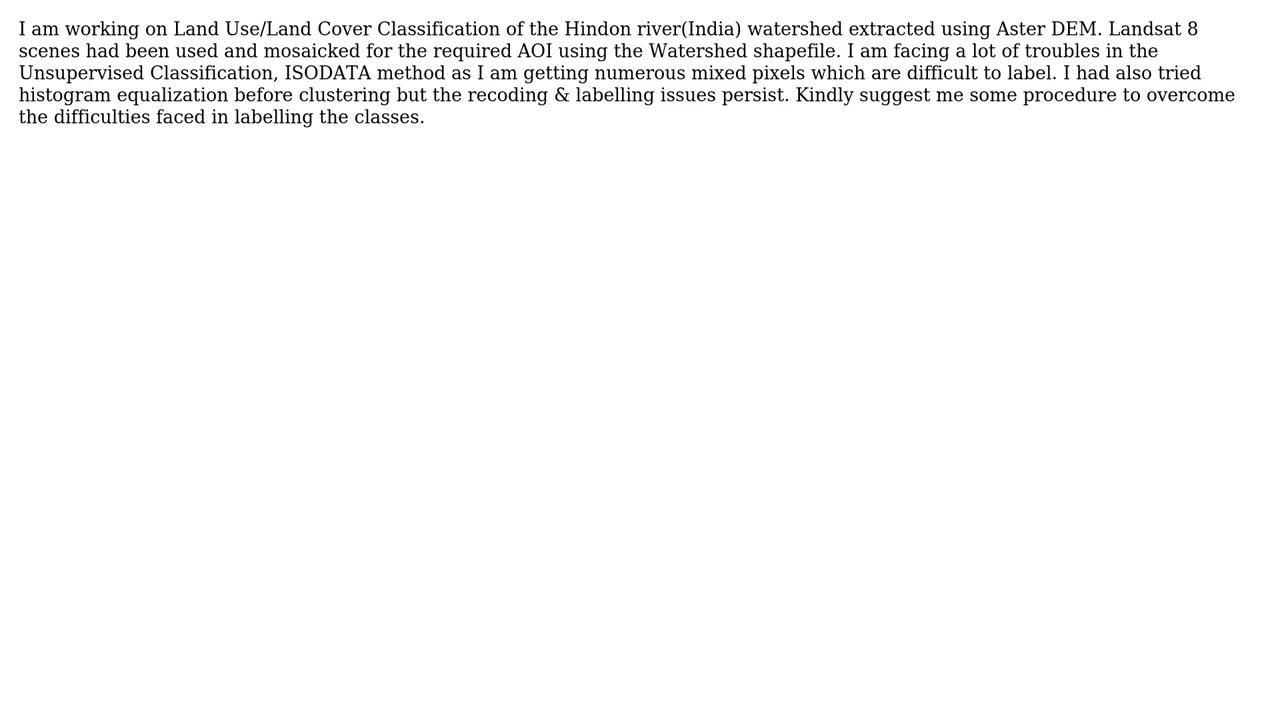 I am working on Land Use/Land Cover Classification of the Hindon river(India) watershed extracted using Aster DEM. Landsat 8
scenes had been used and mosaicked for the required AOI using the Watershed shapefile. I am facing a lot of troubles in the
Unsupervised Classification, ISODATA method as I am getting numerous mixed pixels which are difficult to label. I had also tried
histogram equalization before clustering but the recoding & labelling issues persist. Kindly suggest me some procedure to overcome
the difficulties faced in labelling the classes.